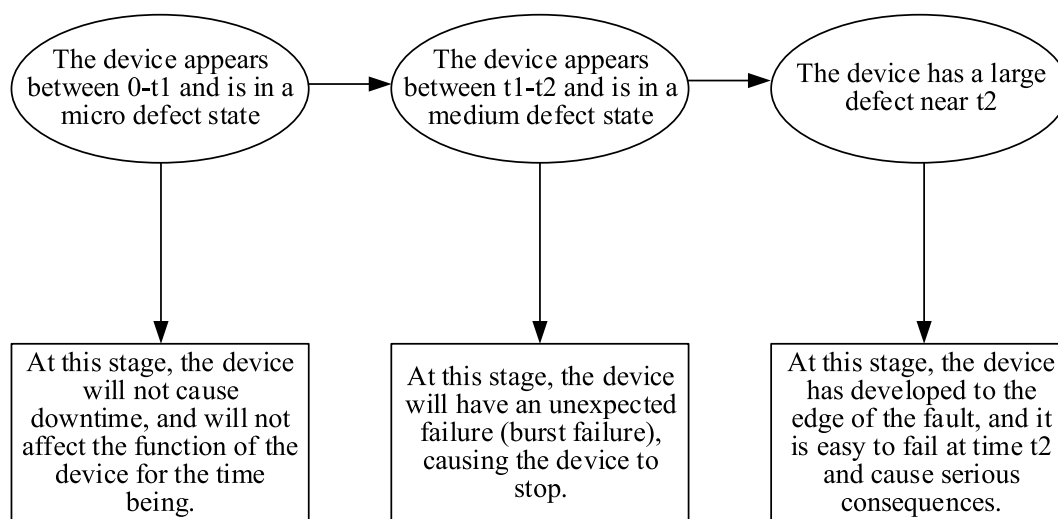 The device appears
between 0-t1 and is in a
micro defect state
The device appears
between t1-t2 and is in a
medium defect state
The device has a large
defect near t2
At this stage, the device
will not cause
downtime, and will not
affect the function of the
device for the time
being.
At this stage, the device
will have an unexpected
failure (burst failure),
causing the device to
stop.
At this stage, the device
has developed to the
edge of the fault, and it
is easy to fail at time t2
and cause serious
consequences.